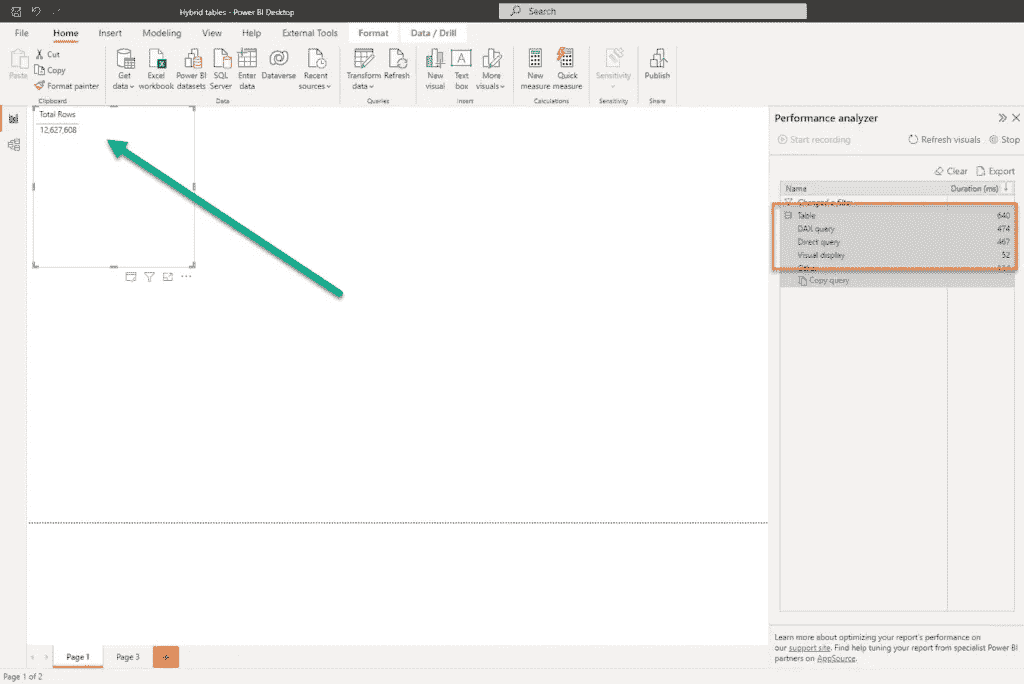 Hybrid tables - Power BI Desktop
Search
File Home Insert Modeling View Help External Tools Format Data / Drill
Paste
Cut
Copy
Format painter
Clipboard
Get data
Excel workbook
Power BI datasets
SQL Server
Enter data
Dataverse
Recent sources
Data
Transform data
Refresh
Queries
New visual
Text box
More visuals
Insert
New measure
Quick measure
Calculations
Sensitivity
Sensitivity
Publish
Share
Total Rows
12,627,608
Performance analyzer
Start recording Refresh visuals Stop
Clear Export
Name Duration (ms)
Changed a filter
Table 640
DAX query 474
Direct query 467
Visual display 52
Other
Copy query
Learn more about optimizing your report's performance on
our support site. Find help tuning your report from specialist Power BI
partners on AppSource.
Page 1 Page 3 +
Page 1 of 2